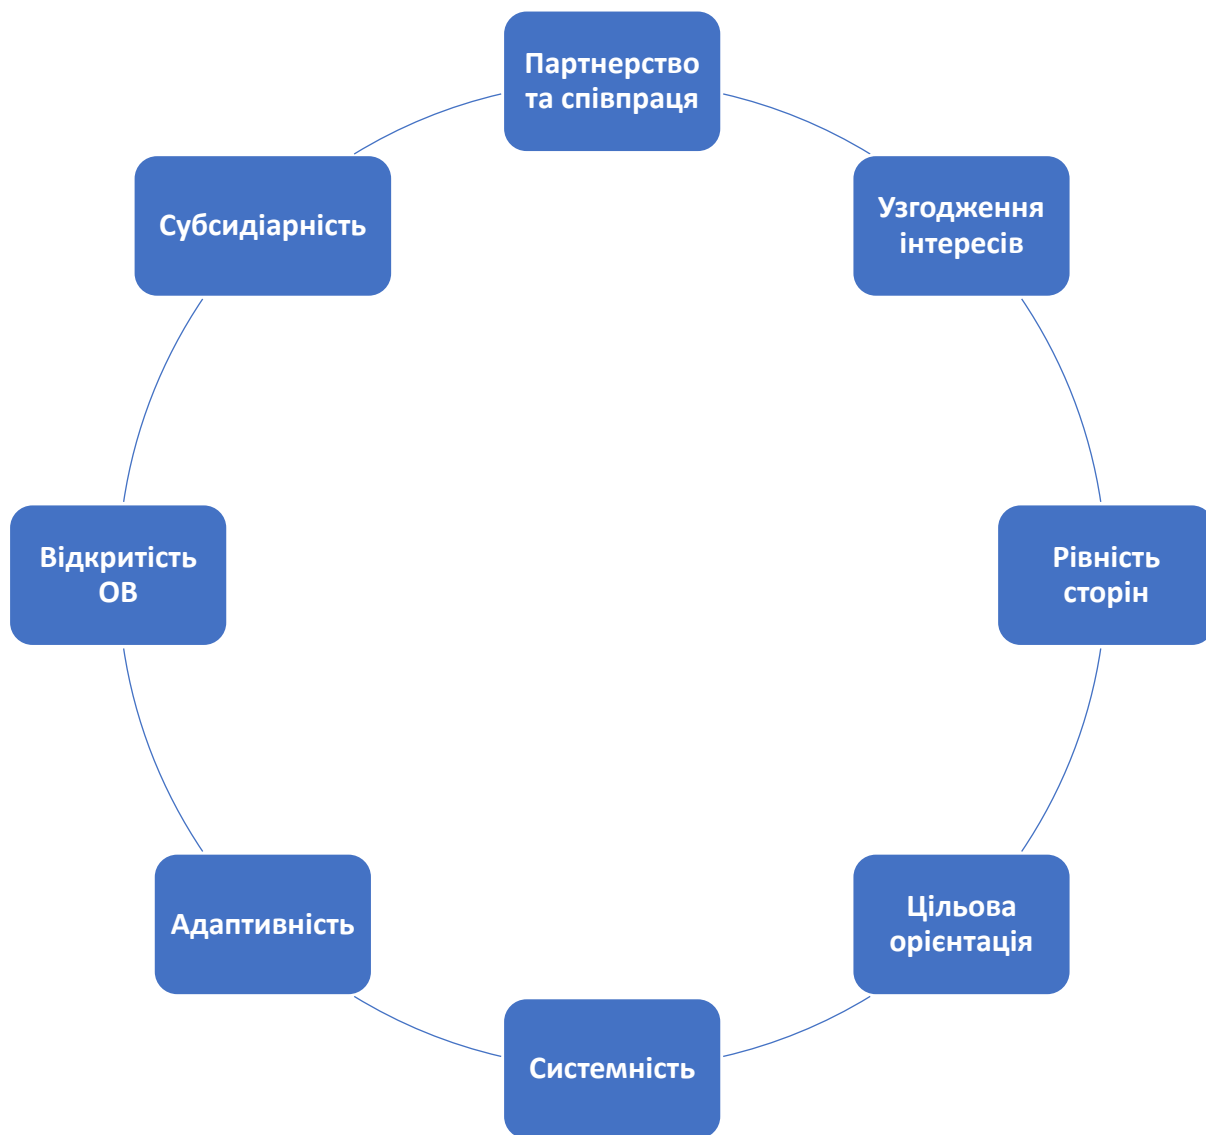 Партнерство
та співпраця
Узгодження
інтересів
Рівність
сторін
Цільова
орієнтація
Системність
Адаптивність
Відкритість
ОВ
Субсидіарність